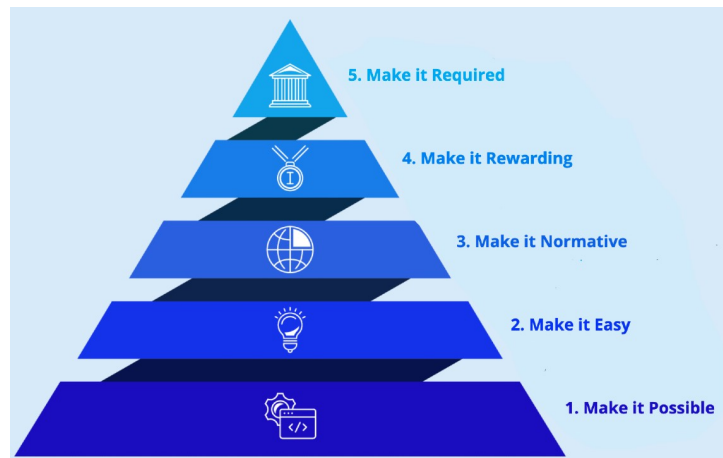 5. Make it Required
4. Make it Rewarding
3. Make it Normative
2. Make it Easy
1. Make it Possible